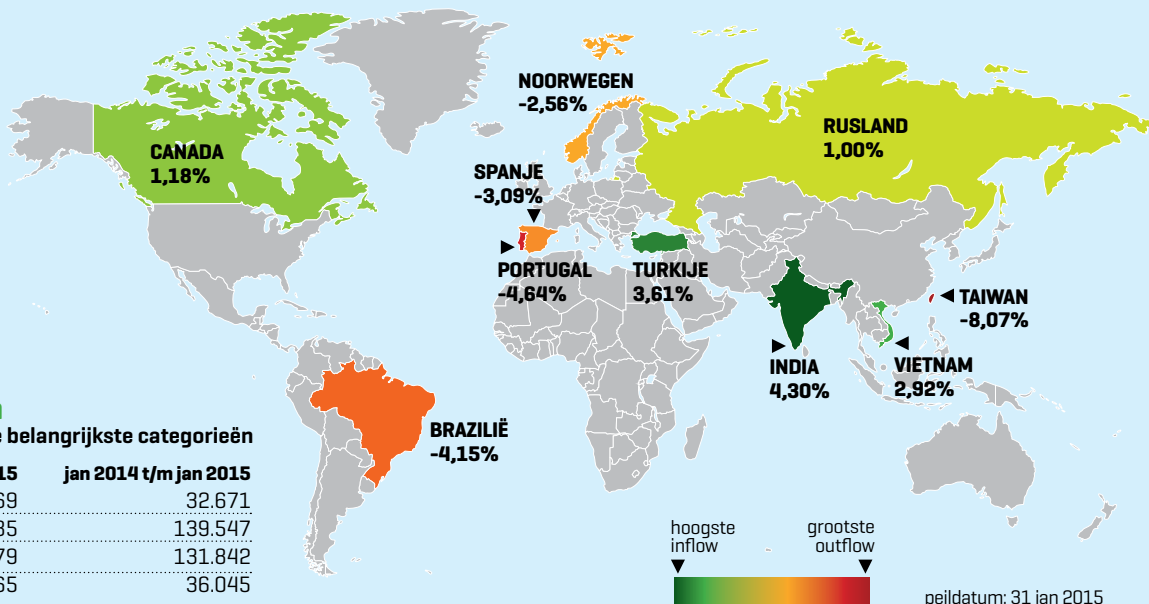 NOORWEGEN
-2,56%
CANADA
1,18%
RUSLAND
1,00%
SPANJE
-3,09%
PORTUGAL
-4,64%
TURKIJE
3,61%
TAIWAN
-8,07%
INDIA
4,30%
VIETNAM
2,92%
BRAZILIË
-4,15%
belangrijkste categorieën
jan 2014 t/m jan 2015
32.671
139.547
131.842
36.045
hoogste
inflow
grootste
outflow
peildatum: 31 jan 2015